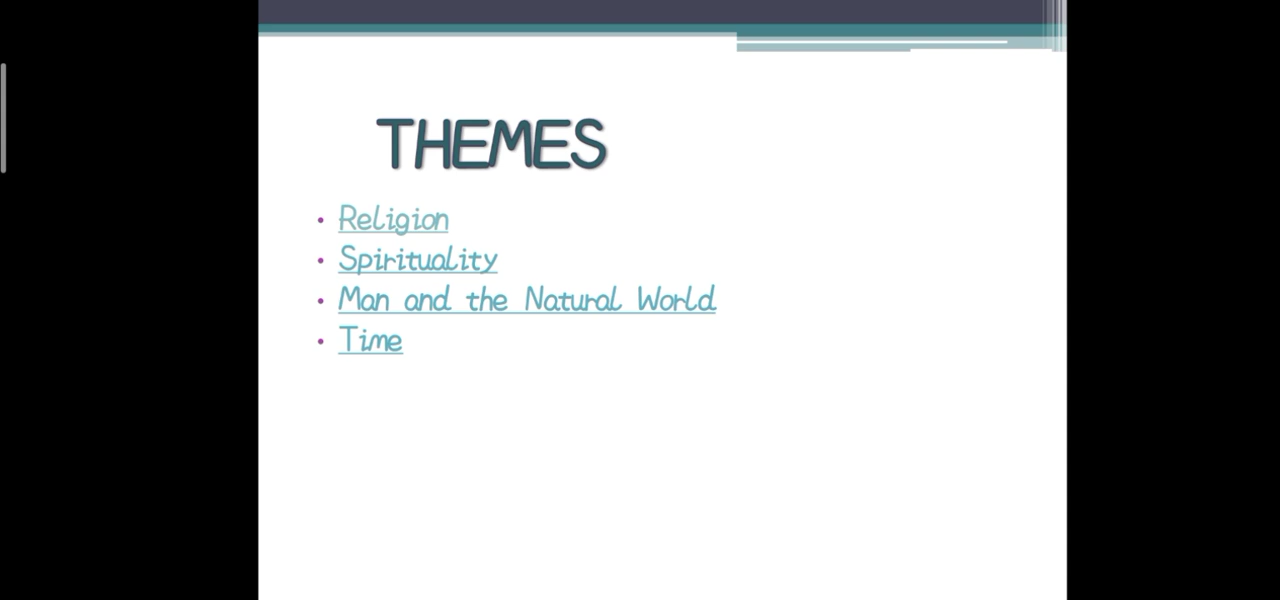 THEMES
• Religion
• Spirituality
• Man and the Natural World
• Time